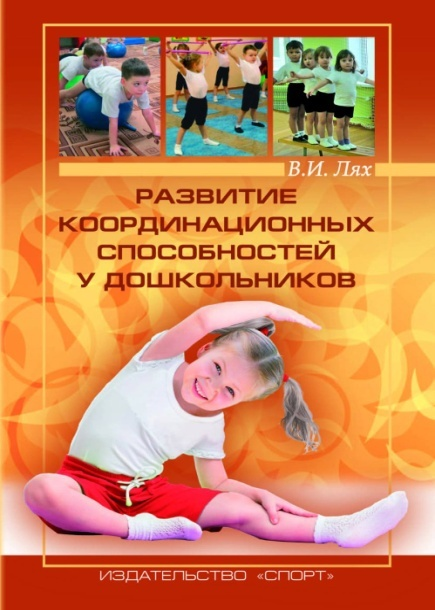 В.И. Лях
РАЗВИТИЕ
КООРДИНАЦИОННЫХ
СПОСОБНОСТЕЙ
У ДОШКОЛЬНИКОВ
ИЗДАТЕЛЬСТВО «СПОРТ»